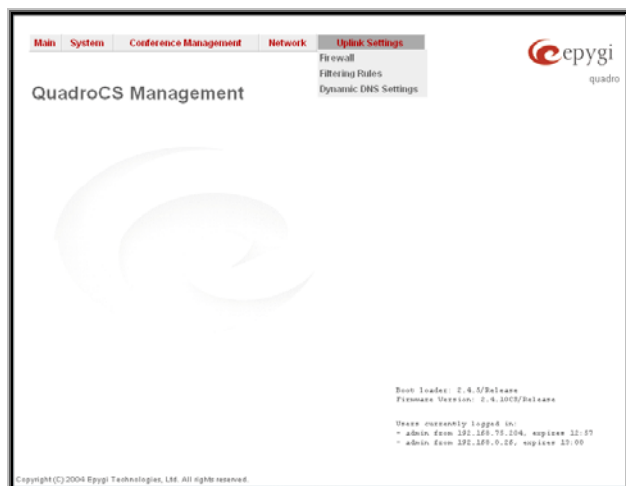 Main System Conference Management Network Uplink Settings
Firewall
Filtering Rules
Dynamic DNS Settings
epygi
quadro
QuadroCS Management
Boot loader: 2.4.5/Release
Firmware Version: 2.4.10CS/Release
Users currently logged in:
- admin from 192.168.75.204, expires 12:57
- admin from 192.168.0.26, expires 13:00
Copyright (C) 2004 Epygi Technologies, Ltd. All rights reserved.